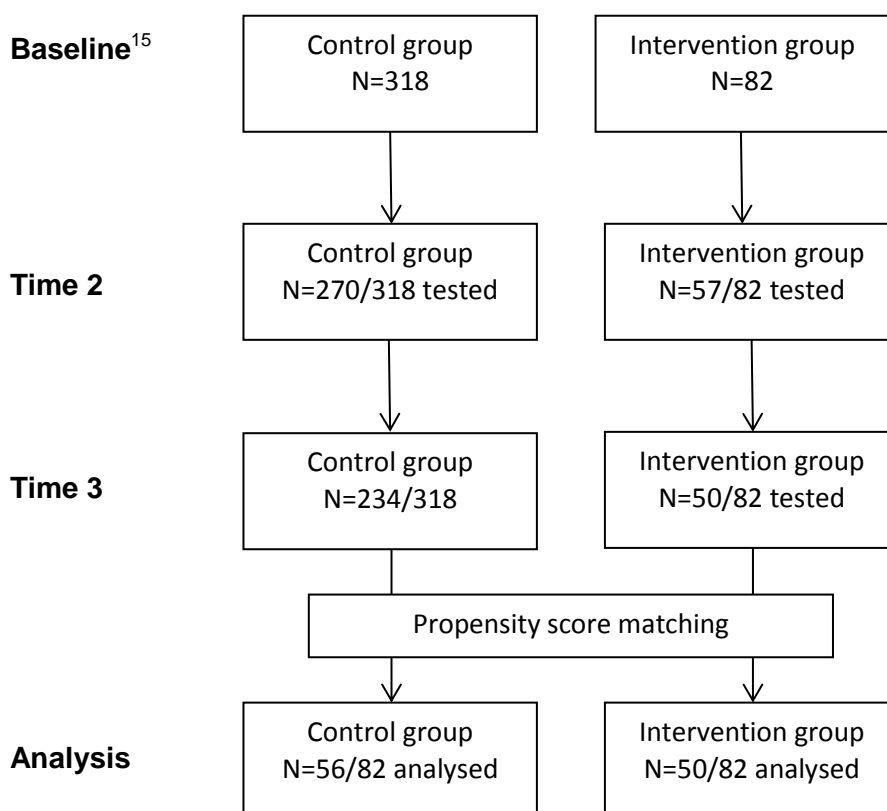 Baseline15
Control group
N=318
Intervention group
N=82
Time 2
Control group
N=270/318 tested
Intervention group
N=57/82 tested
Time 3
Control group
N=234/318
Intervention group
N=50/82 tested
Propensity score matching
Analysis
Control group
N=56/82 analysed
Intervention group
N=50/82 analysed